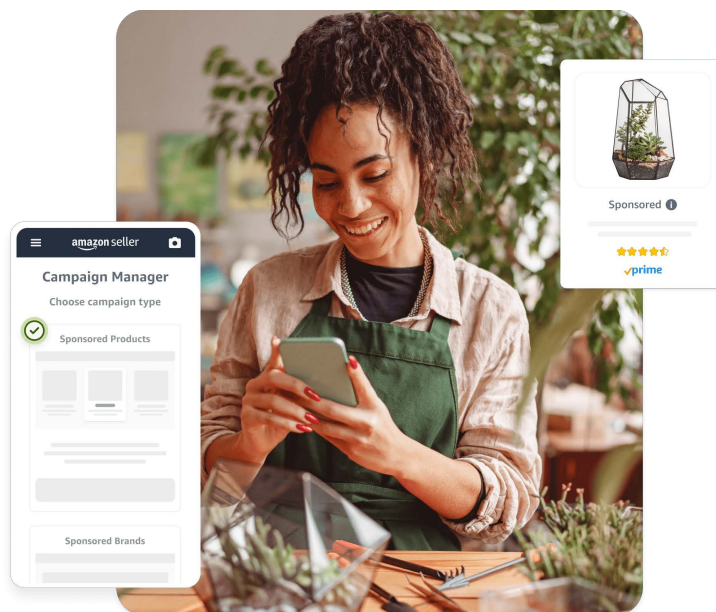 amazon seller
Campaign Manager
Choose campaign type
Sponsored Products
Sponsored Brands
Sponsored
prime